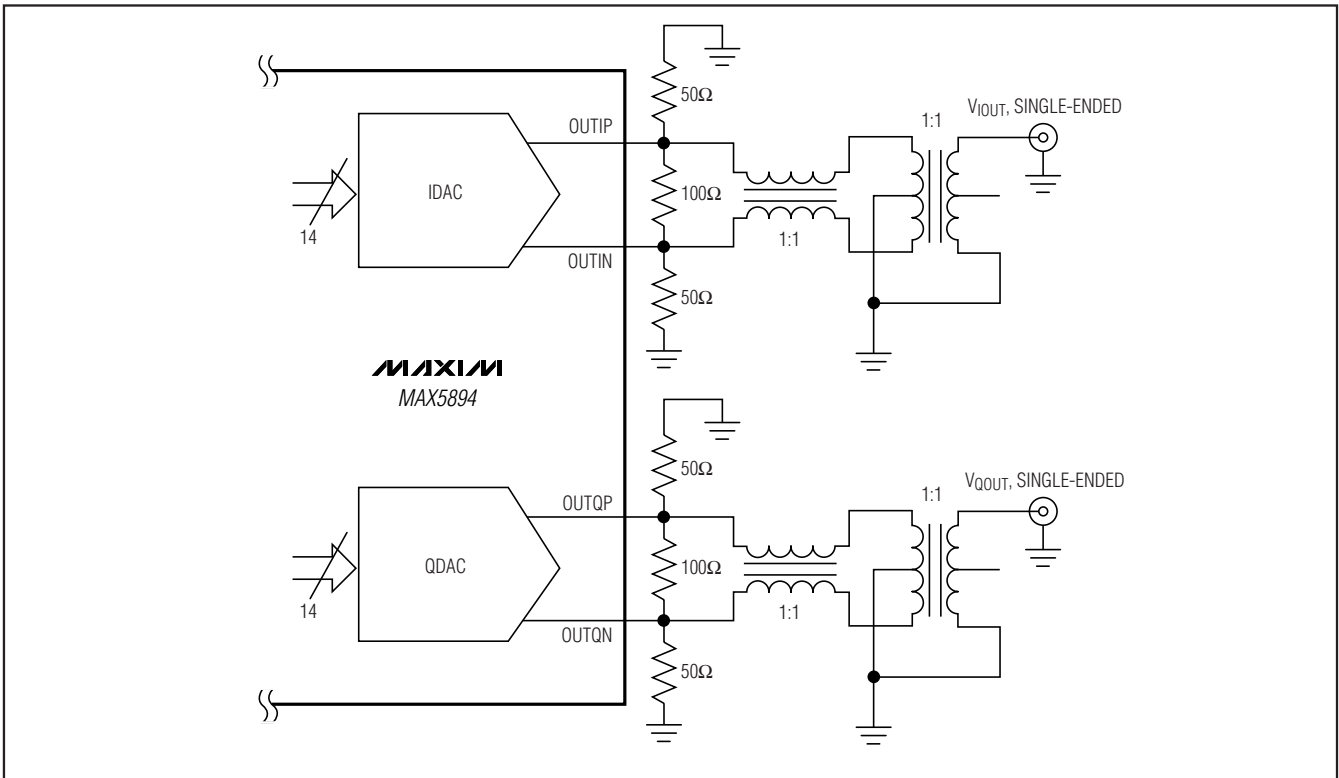 50Ω
V_IOUT, SINGLE-ENDED
1:1
OUTIP
IDAC
100Ω
14
1:1
OUTIN
50Ω
MAXIM
MAX5894
50Ω
V_QOUT, SINGLE-ENDED
1:1
OUTQP
QDAC
100Ω
14
1:1
OUTQN
50Ω